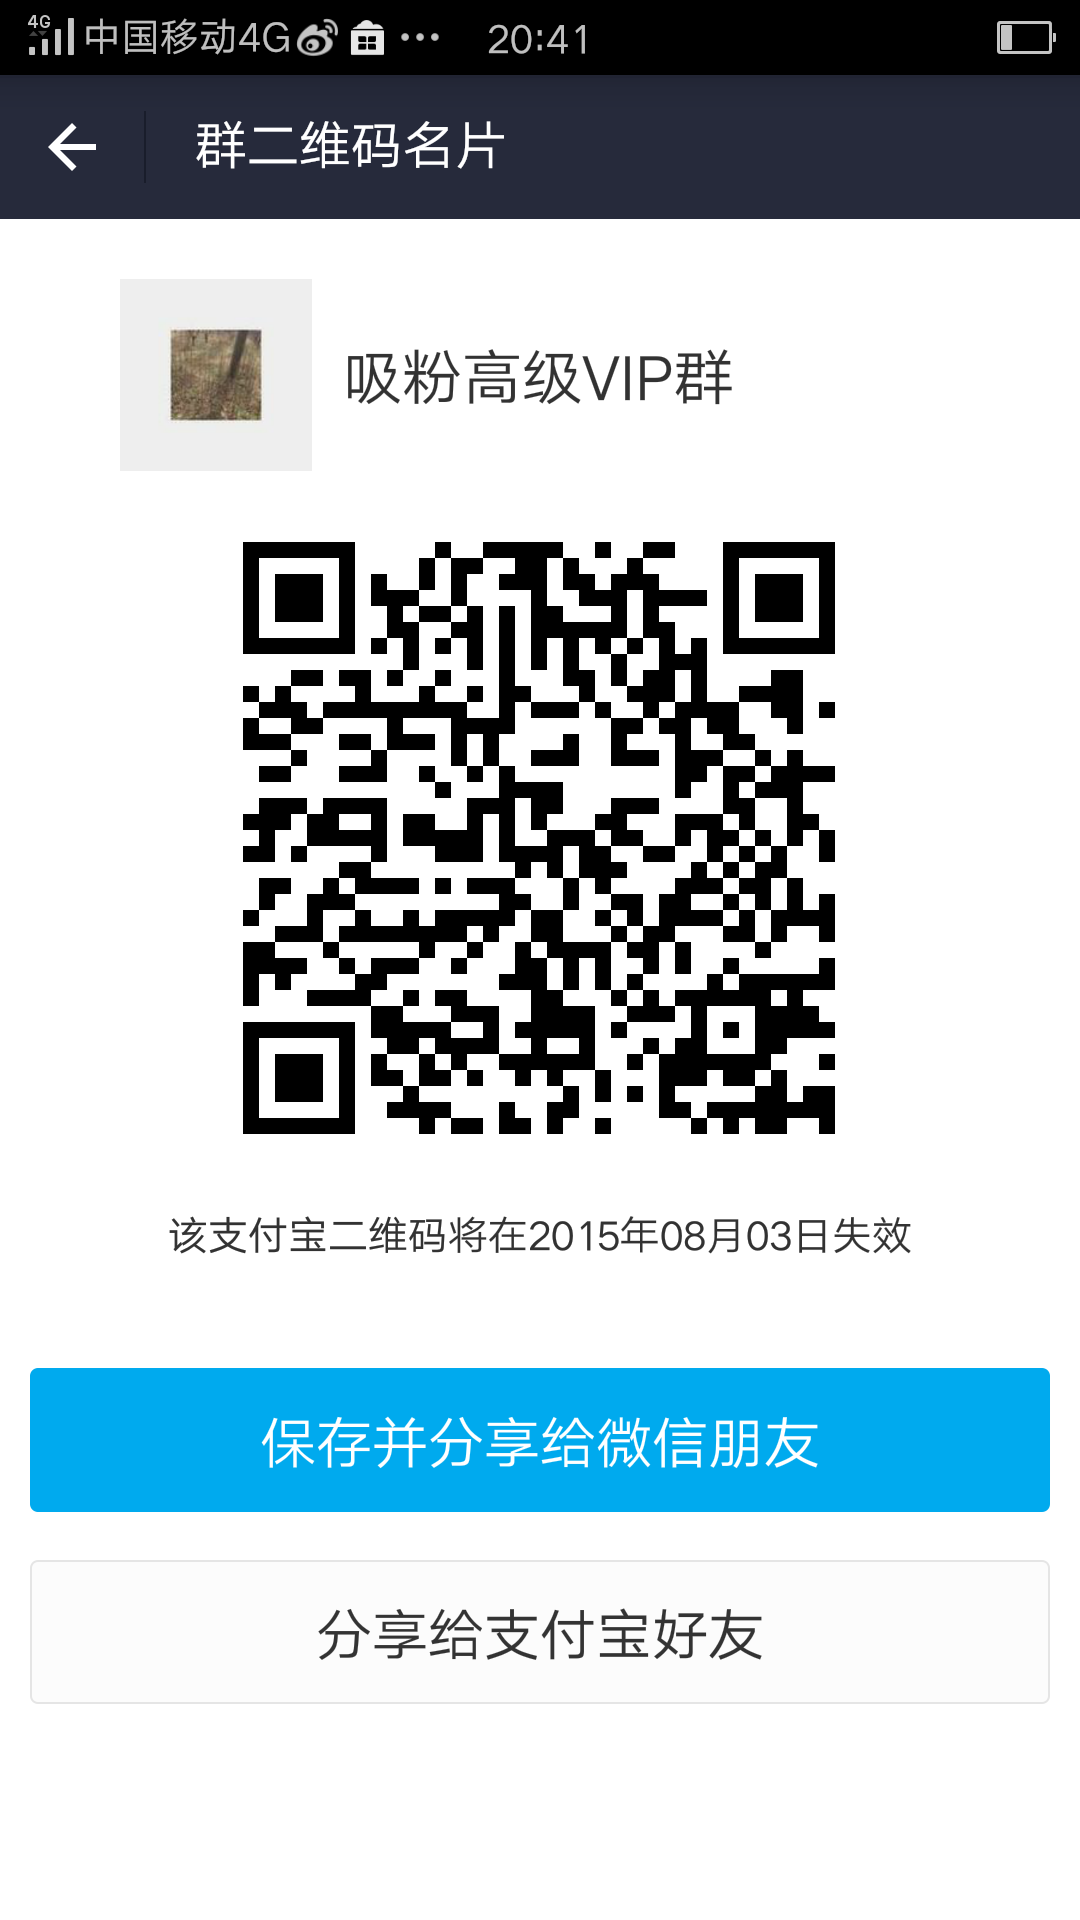 4G 中国移动4G 20:41
群二维码名片
吸粉高级VIP群
该支付宝二维码将在2015年08月03日失效
保存并分享给微信朋友
分享给支付宝好友